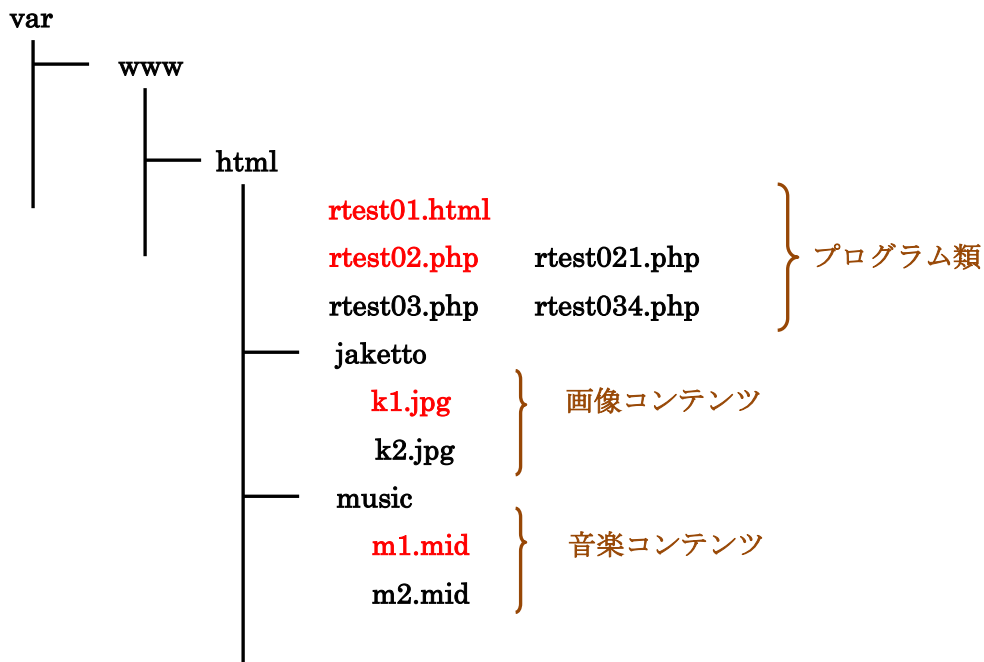 var
www
html
rtest01.html
rtest02.php rtest021.php
プログラム類
rtest03.php rtest034.php
jaketto
k1.jpg 画像コンテンツ
k2.jpg
music
m1.mid 音楽コンテンツ
m2.mid